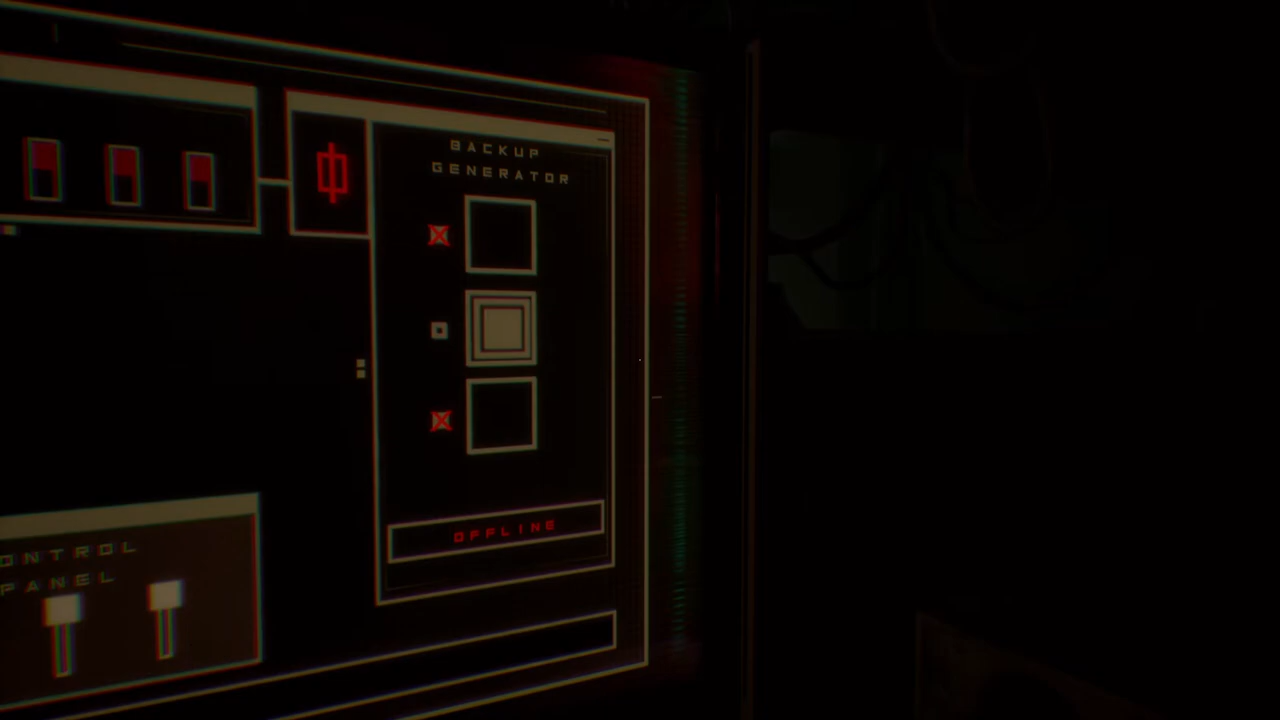 BACKUP
GENERATOR
OFFLINE
ONTROL
PANEL